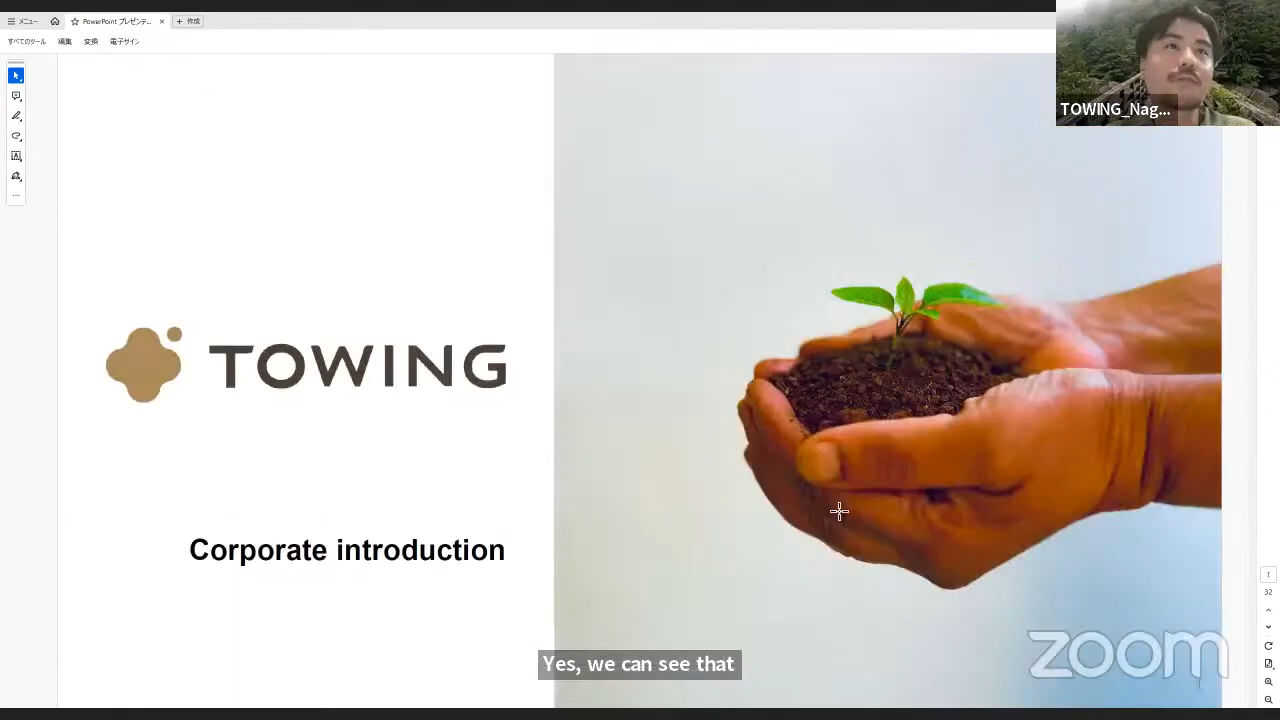 メニュー
PowerPoint プレゼンテ...
作成
すべてのツール 編集 変換 電子サイン
TOWING_Nag...
TOWING
Corporate introduction
1
32
Yes, we can see that
zoom